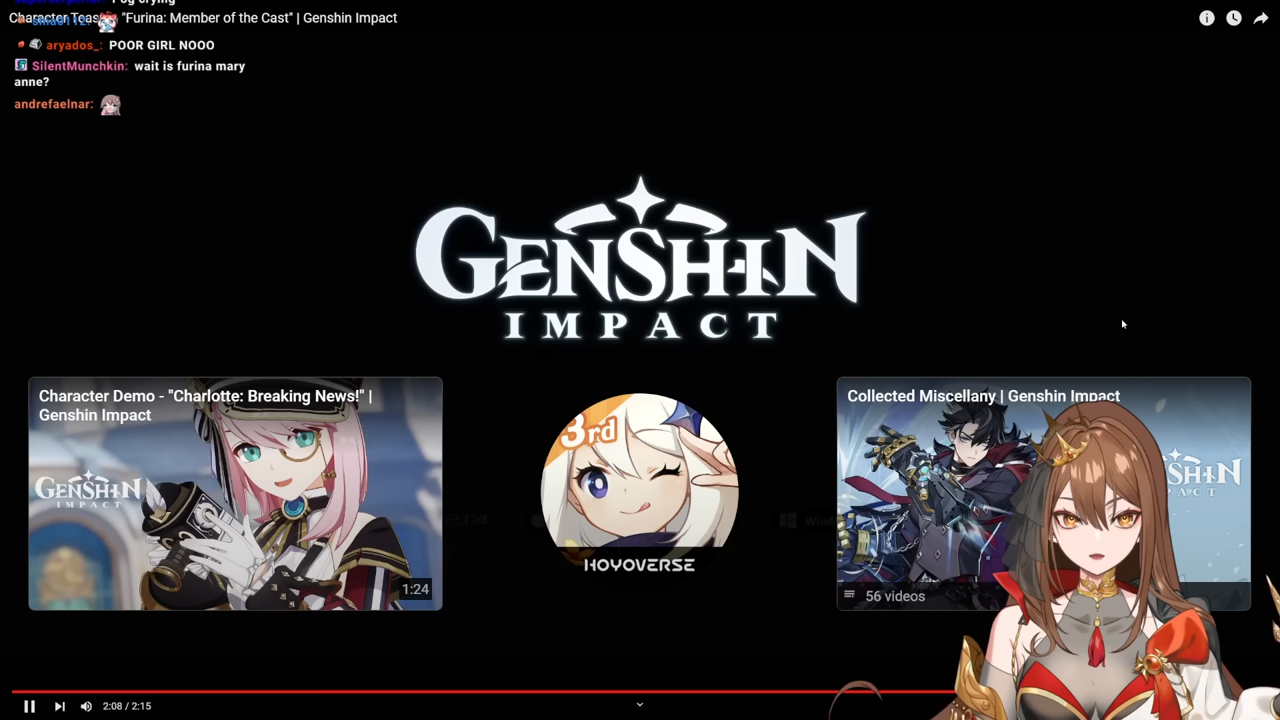 Character Teaser - "Furina: Member of the Cast" | Genshin Impact
aryados_: POOR GIRL NOOO
SilentMunchkin: wait is furina mary
anne?
andrefaelnar:
GENSHIN
IMPACT
Character Demo - "Charlotte: Breaking News!" |
Genshin Impact
GENSHIN
IMPACT
1:24
3rd
HOYOVERSE
Collected Miscellany | Genshin Impact
56 videos
2:08 / 2:15